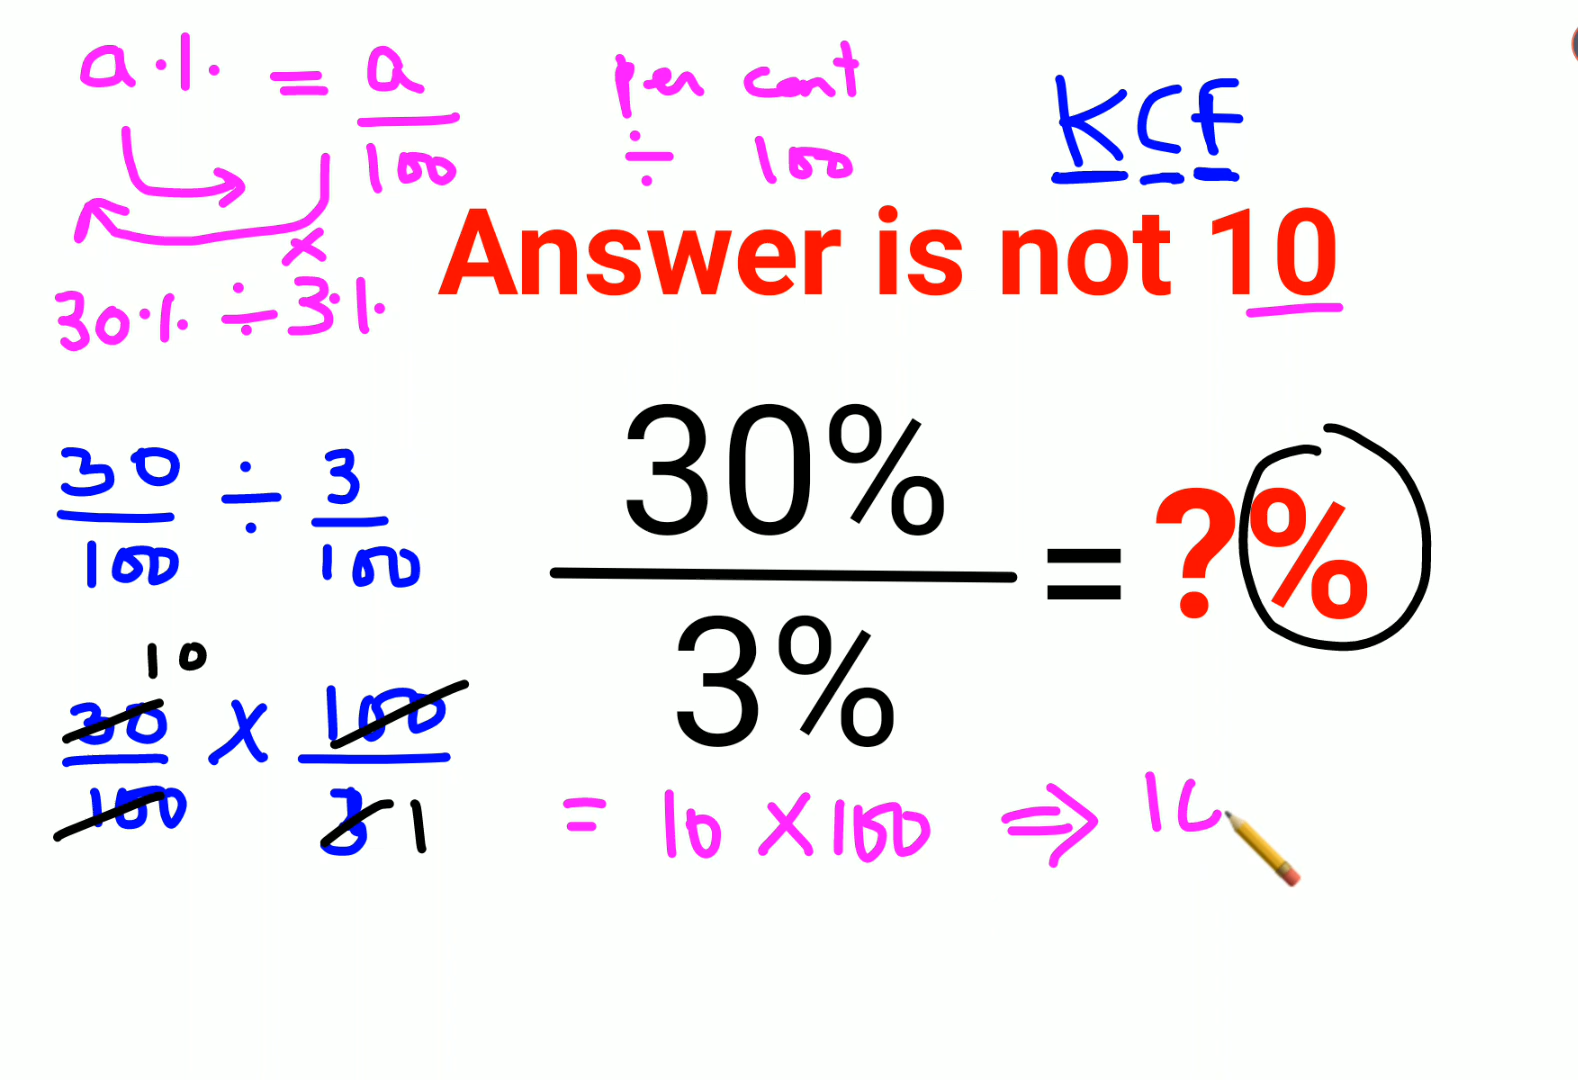 a% = a/100
per cent
÷ 100
KCF
Answer is not 10
30% ÷ 3%
30% / 3% = ?%
30/100 ÷ 3/100
10
30/100 × 100/3 1
= 10 × 100 ⇒ 10